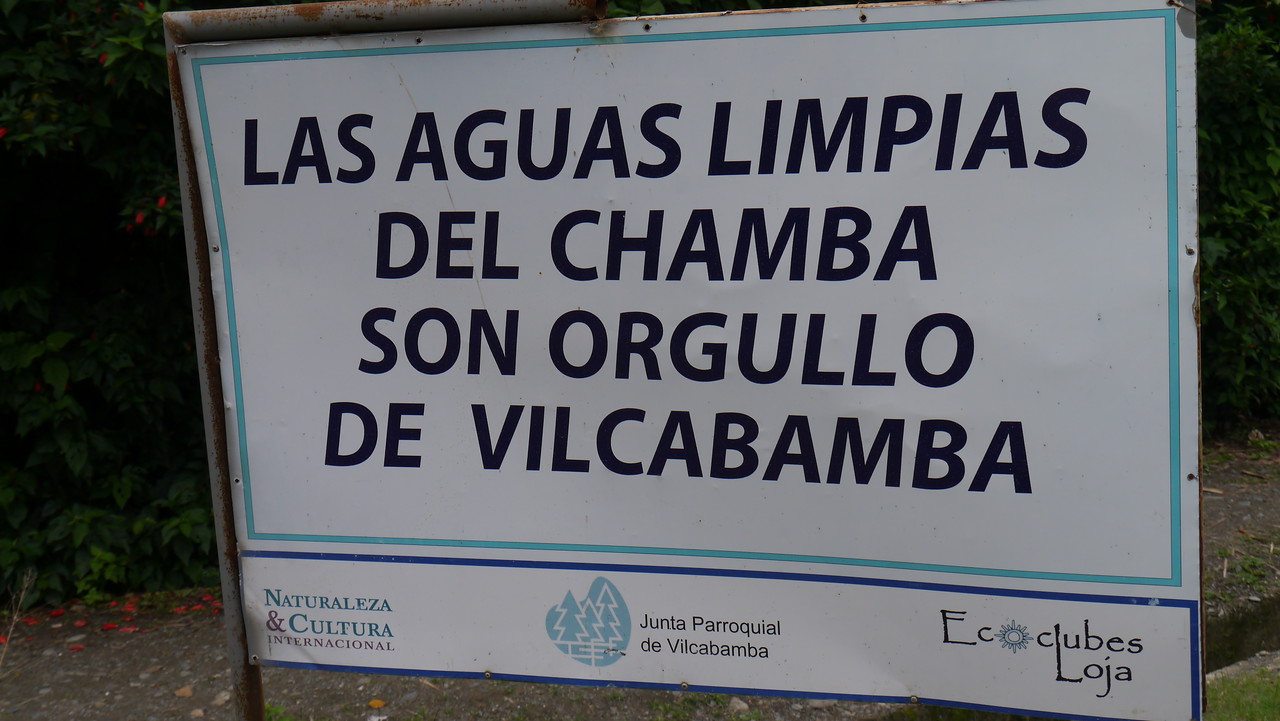 LAS AGUAS LIMPIAS
DEL CHAMBA
SON ORGULLO
DE VILCABAMBA
NATURALEZA
& CULTURA
INTERNACIONAL
Junta Parroquial
de Vilcabamba
Ecoclubes
Loja